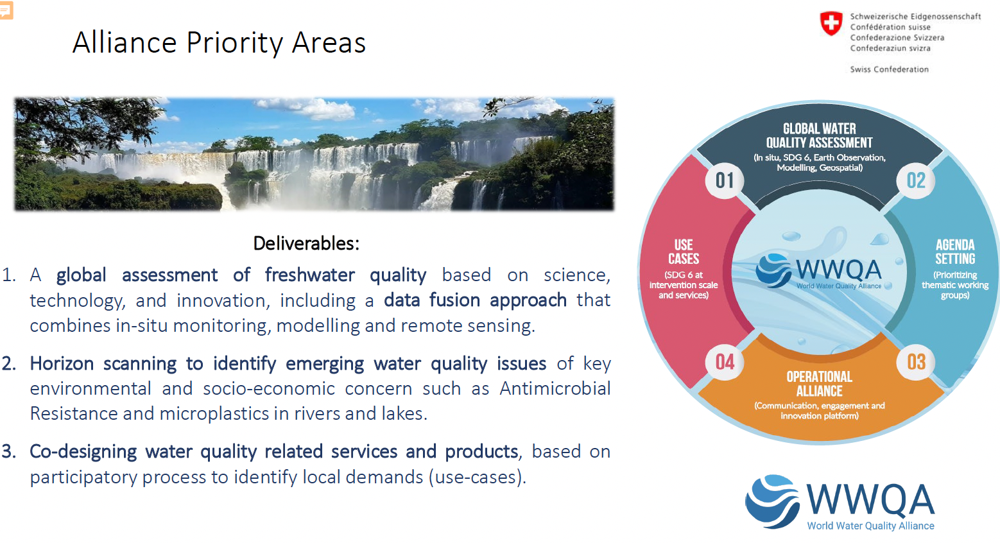 Alliance Priority Areas
Schweizerische Eidgenossenschaft
Confédération suisse
Confederazione Svizzera
Confederaziun svizra
Swiss Confederation
Deliverables:
1. A global assessment of freshwater quality based on science,
technology, and innovation, including a data fusion approach that
combines in-situ monitoring, modelling and remote sensing.
2. Horizon scanning to identify emerging water quality issues of key
environmental and socio-economic concern such as Antimicrobial
Resistance and microplastics in rivers and lakes.
3. Co-designing water quality related services and products, based on
participatory process to identify local demands (use-cases).
GLOBAL WATER
QUALITY ASSESSMENT
(In situ, SDG 6, Earth Observation,
Modelling, Geospatial)
01
02
AGENDA
SETTING
(Prioritizing
thematic working
groups)
03
OPERATIONAL
ALLIANCE
(Communication, engagement and
innovation platform)
04
USE
CASES
(SDG 6 at
intervention scale
and services)
WWQA
World Water Quality Alliance
WWQA
World Water Quality Alliance